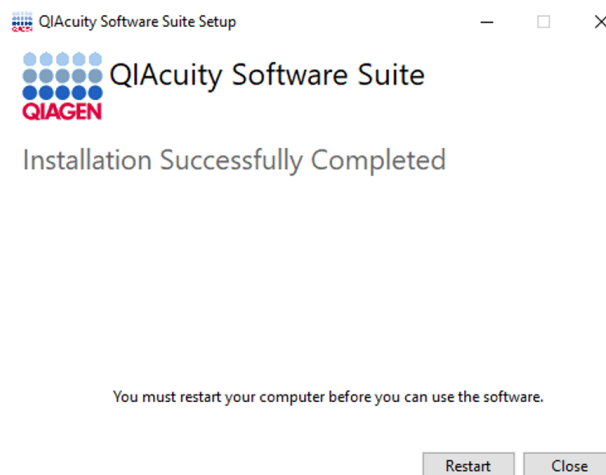 QIAcuity Software Suite Setup
QIAcuity Software Suite
QIAGEN
Installation Successfully Completed
You must restart your computer before you can use the software.
Restart
Close